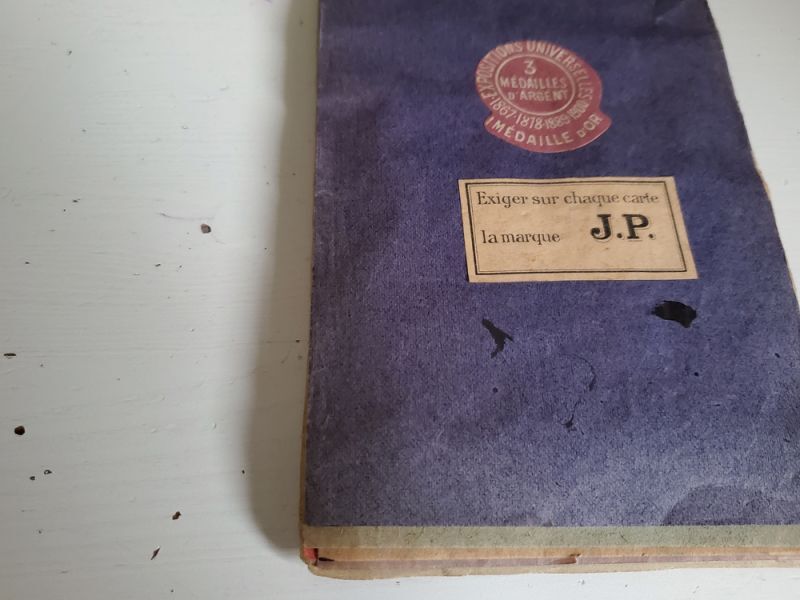 EXPOSITIONS UNIVERSELLES
3
MÉDAILLES
D'ARGENT
1867·1878·1889·1900
1 MÉDAILLE D'OR
Exiger sur chaque carte
la marque J.P.